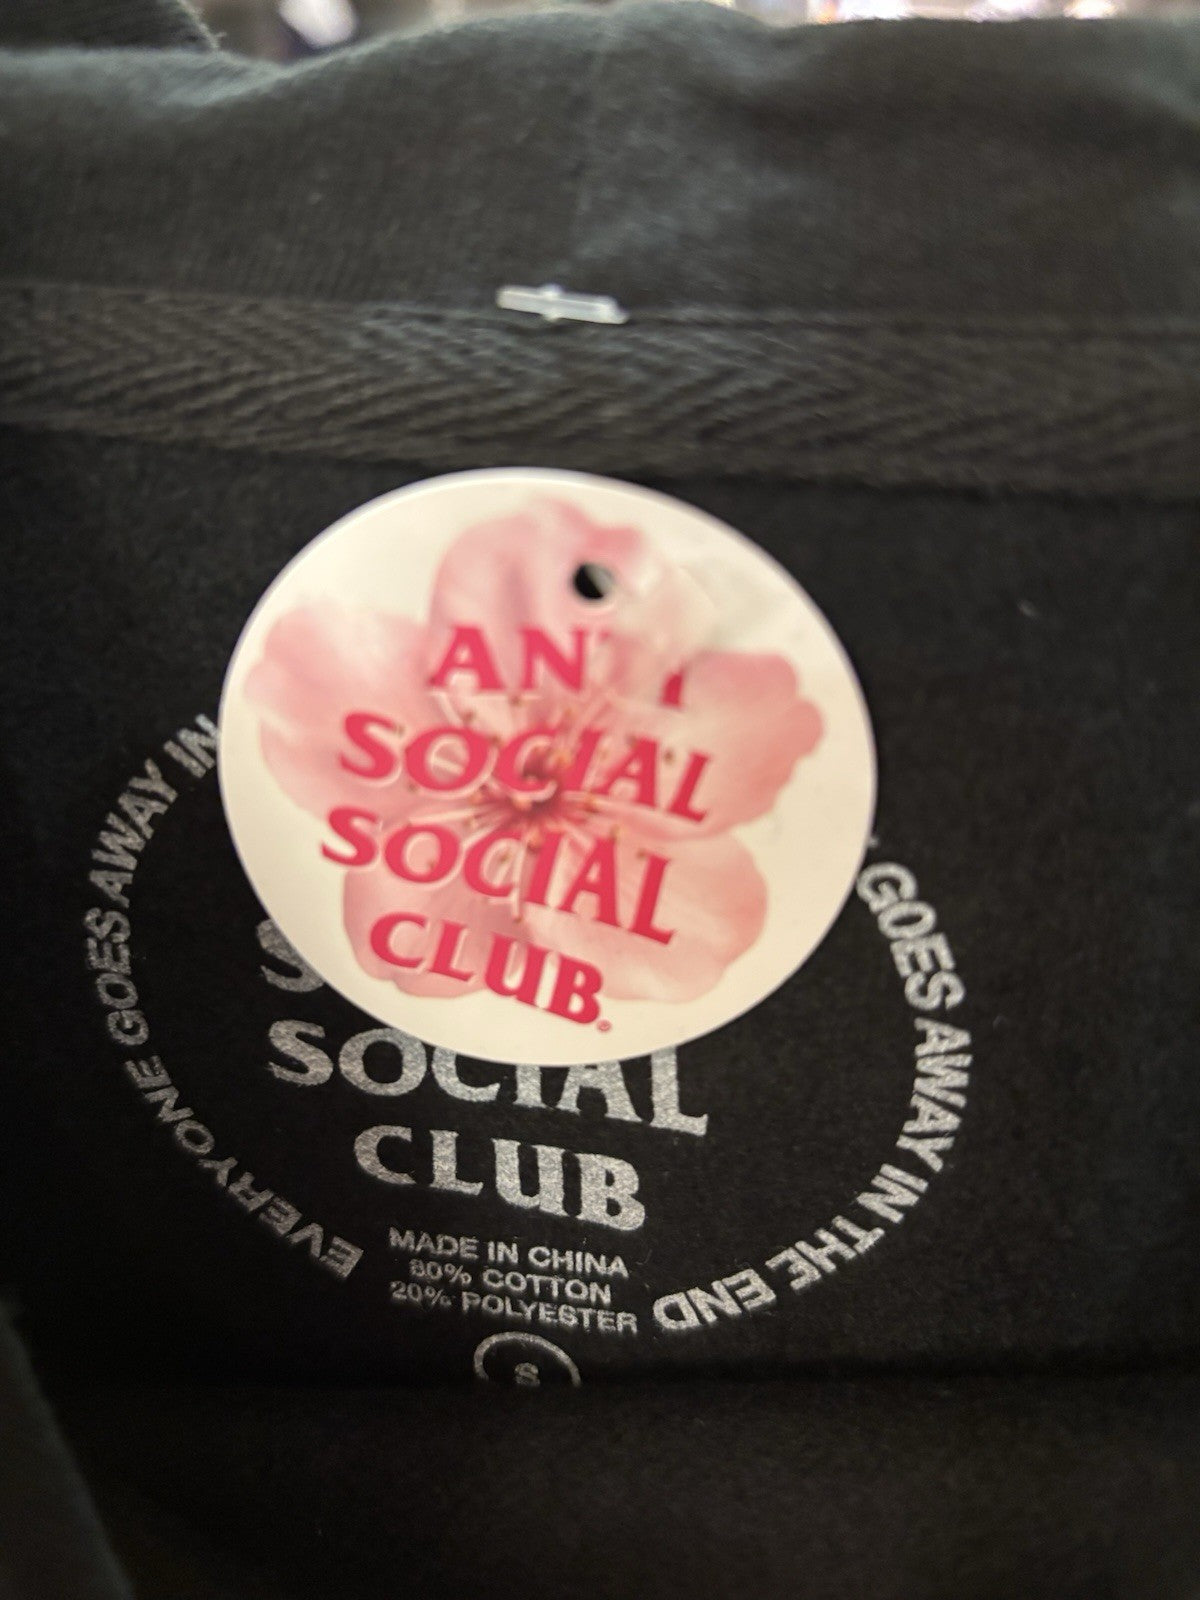 ANTI
SOCIAL
SOCIAL
CLUB®
S
SOCIAL
CLUB
MADE IN CHINA
80% COTTON
20% POLYESTER
S
EVERYONE GOES AWAY IN
GOES AWAY IN THE END